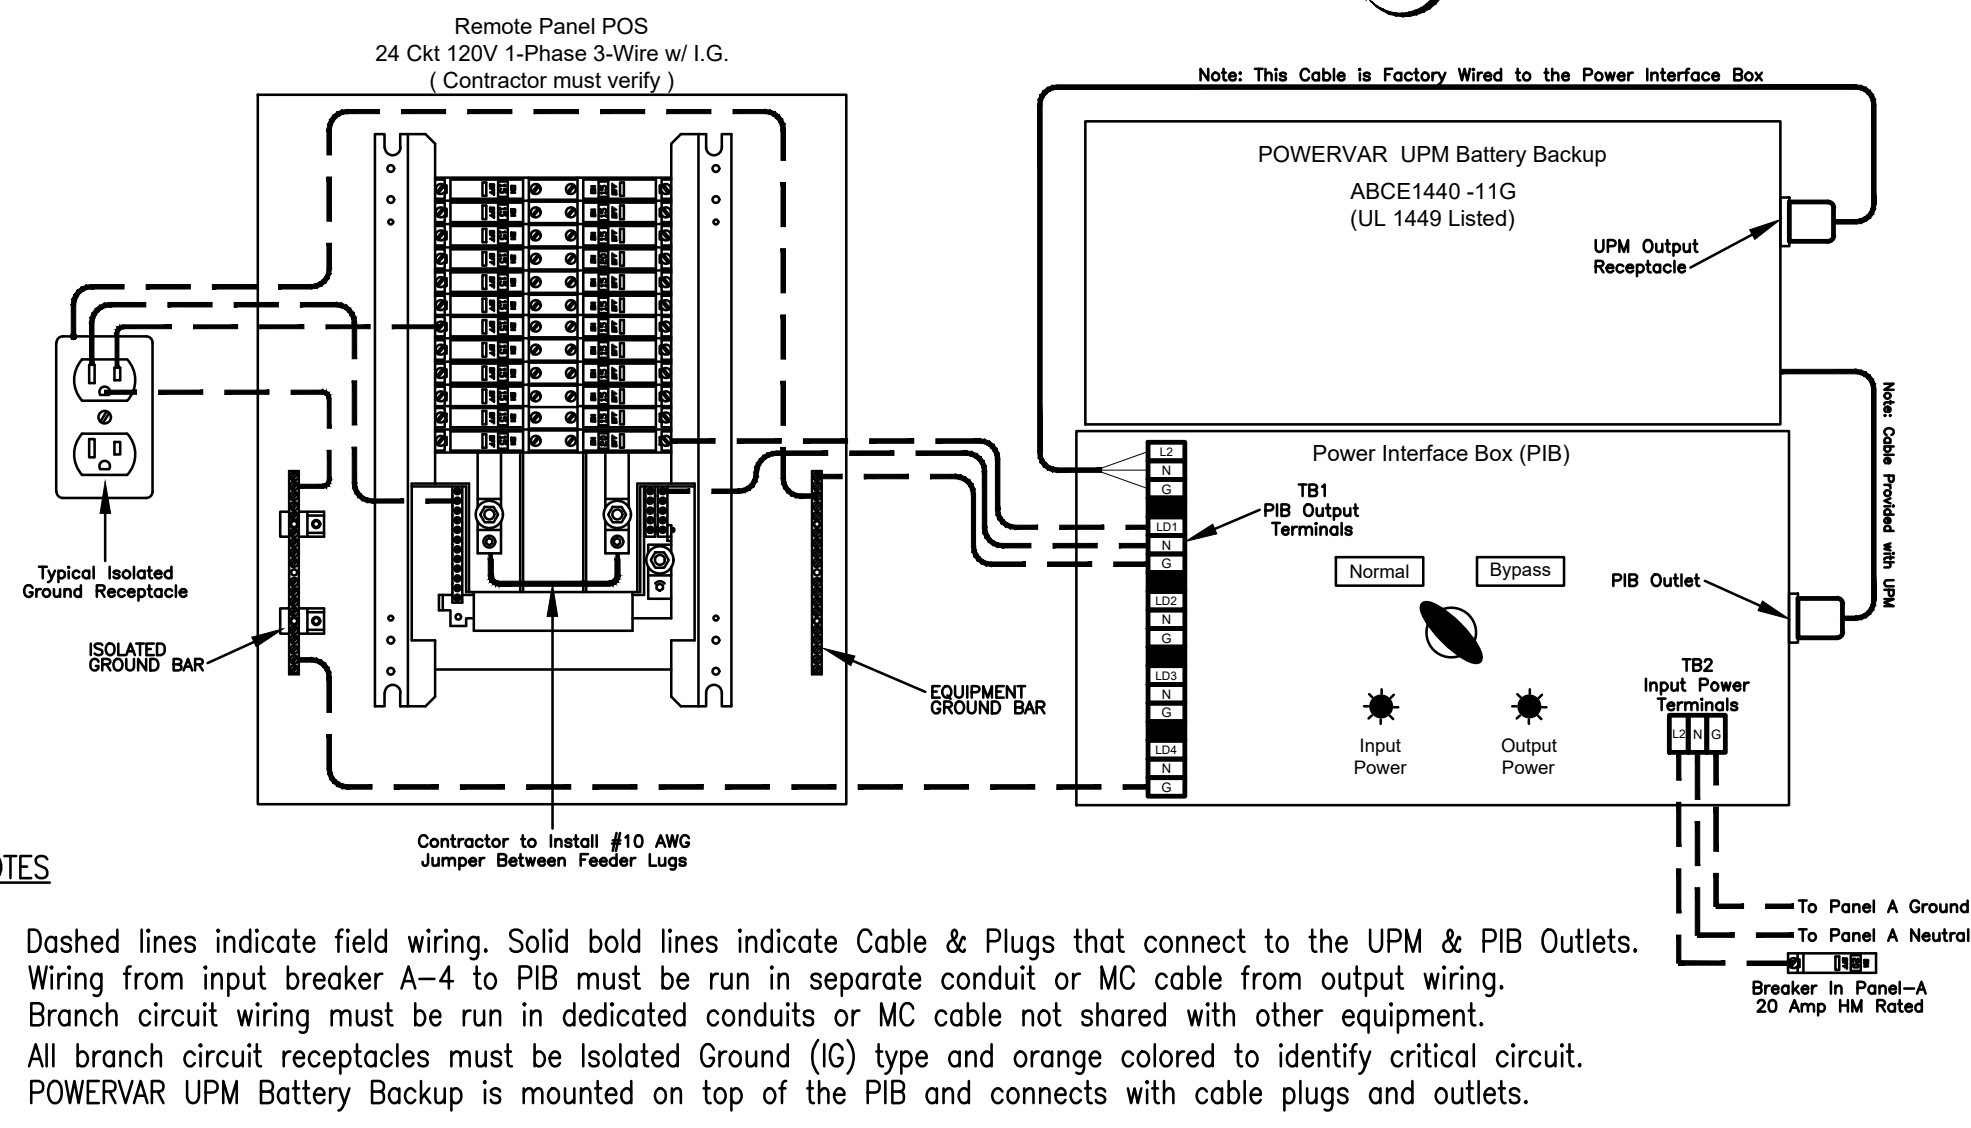 Remote Panel POS
24 Ckt 120V 1-Phase 3-Wire w/ I.G.
( Contractor must verify )
Note: This Cable is Factory Wired to the Power Interface Box
POWERVAR UPM Battery Backup
ABCE1440 -11G
(UL 1449 Listed)
UPM Output
Receptacle
Note: Cable Provided with UPM
Power Interface Box (PIB)
L2
N
G
LD1
N
G
LD2
N
G
LD3
N
G
LD4
N
G
TB1
PIB Output
Terminals
Normal
Bypass
PIB Outlet
Input
Power
Output
Power
TB2
Input Power
Terminals
L2 N G
Typical Isolated
Ground Receptacle
ISOLATED
GROUND BAR
EQUIPMENT
GROUND BAR
Contractor to Install #10 AWG
Jumper Between Feeder Lugs
To Panel A Ground
To Panel A Neutral
Breaker In Panel-A
20 Amp HM Rated
OTES
Dashed lines indicate field wiring. Solid bold lines indicate Cable & Plugs that connect to the UPM & PIB Outlets.
Wiring from input breaker A-4 to PIB must be run in separate conduit or MC cable from output wiring.
Branch circuit wiring must be run in dedicated conduits or MC cable not shared with other equipment.
All branch circuit receptacles must be Isolated Ground (IG) type and orange colored to identify critical circuit.
POWERVAR UPM Battery Backup is mounted on top of the PIB and connects with cable plugs and outlets.